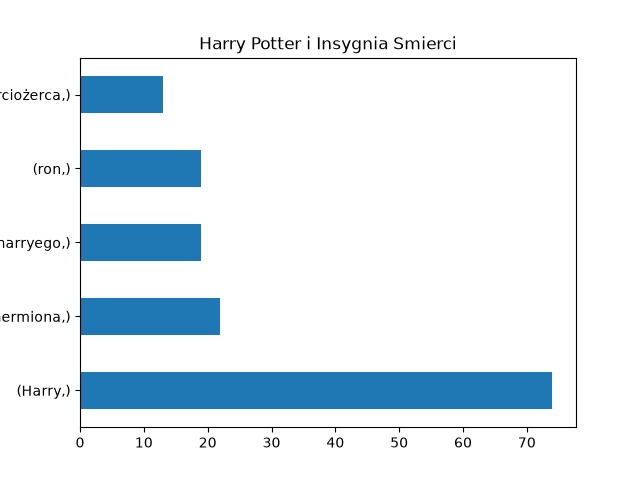 Harry Potter i Insygnia Smierci
rciożerca,)
(ron,)
harryego,)
ermiona,)
(Harry,)
0 10 20 30 40 50 60 70